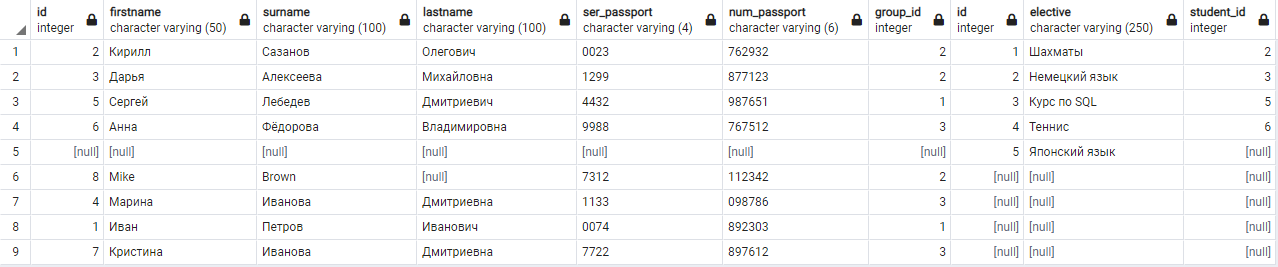 id firstname surname lastname ser_passport num_passport group_id id elective student_id
integer character varying (50) character varying (100) character varying (100) character varying (4) character varying (6) integer integer character varying (250) integer
1 2 Кирилл Сазанов Олегович 0023 762932 2 1 Шахматы 2
2 3 Дарья Алексеева Михайловна 1299 877123 2 2 Немецкий язык 3
3 5 Сергей Лебедев Дмитриевич 4432 987651 1 3 Курс по SQL 5
4 6 Анна Фёдорова Владимировна 9988 767512 3 4 Теннис 6
5 [null] [null] [null] [null] [null] [null] [null] 5 Японский язык [null]
6 8 Mike Brown [null] 7312 112342 2 [null] [null] [null]
7 4 Марина Иванова Дмитриевна 1133 098786 3 [null] [null] [null]
8 1 Иван Петров Иванович 0074 892303 1 [null] [null] [null]
9 7 Кристина Иванова Дмитриевна 7722 897612 3 [null] [null] [null]